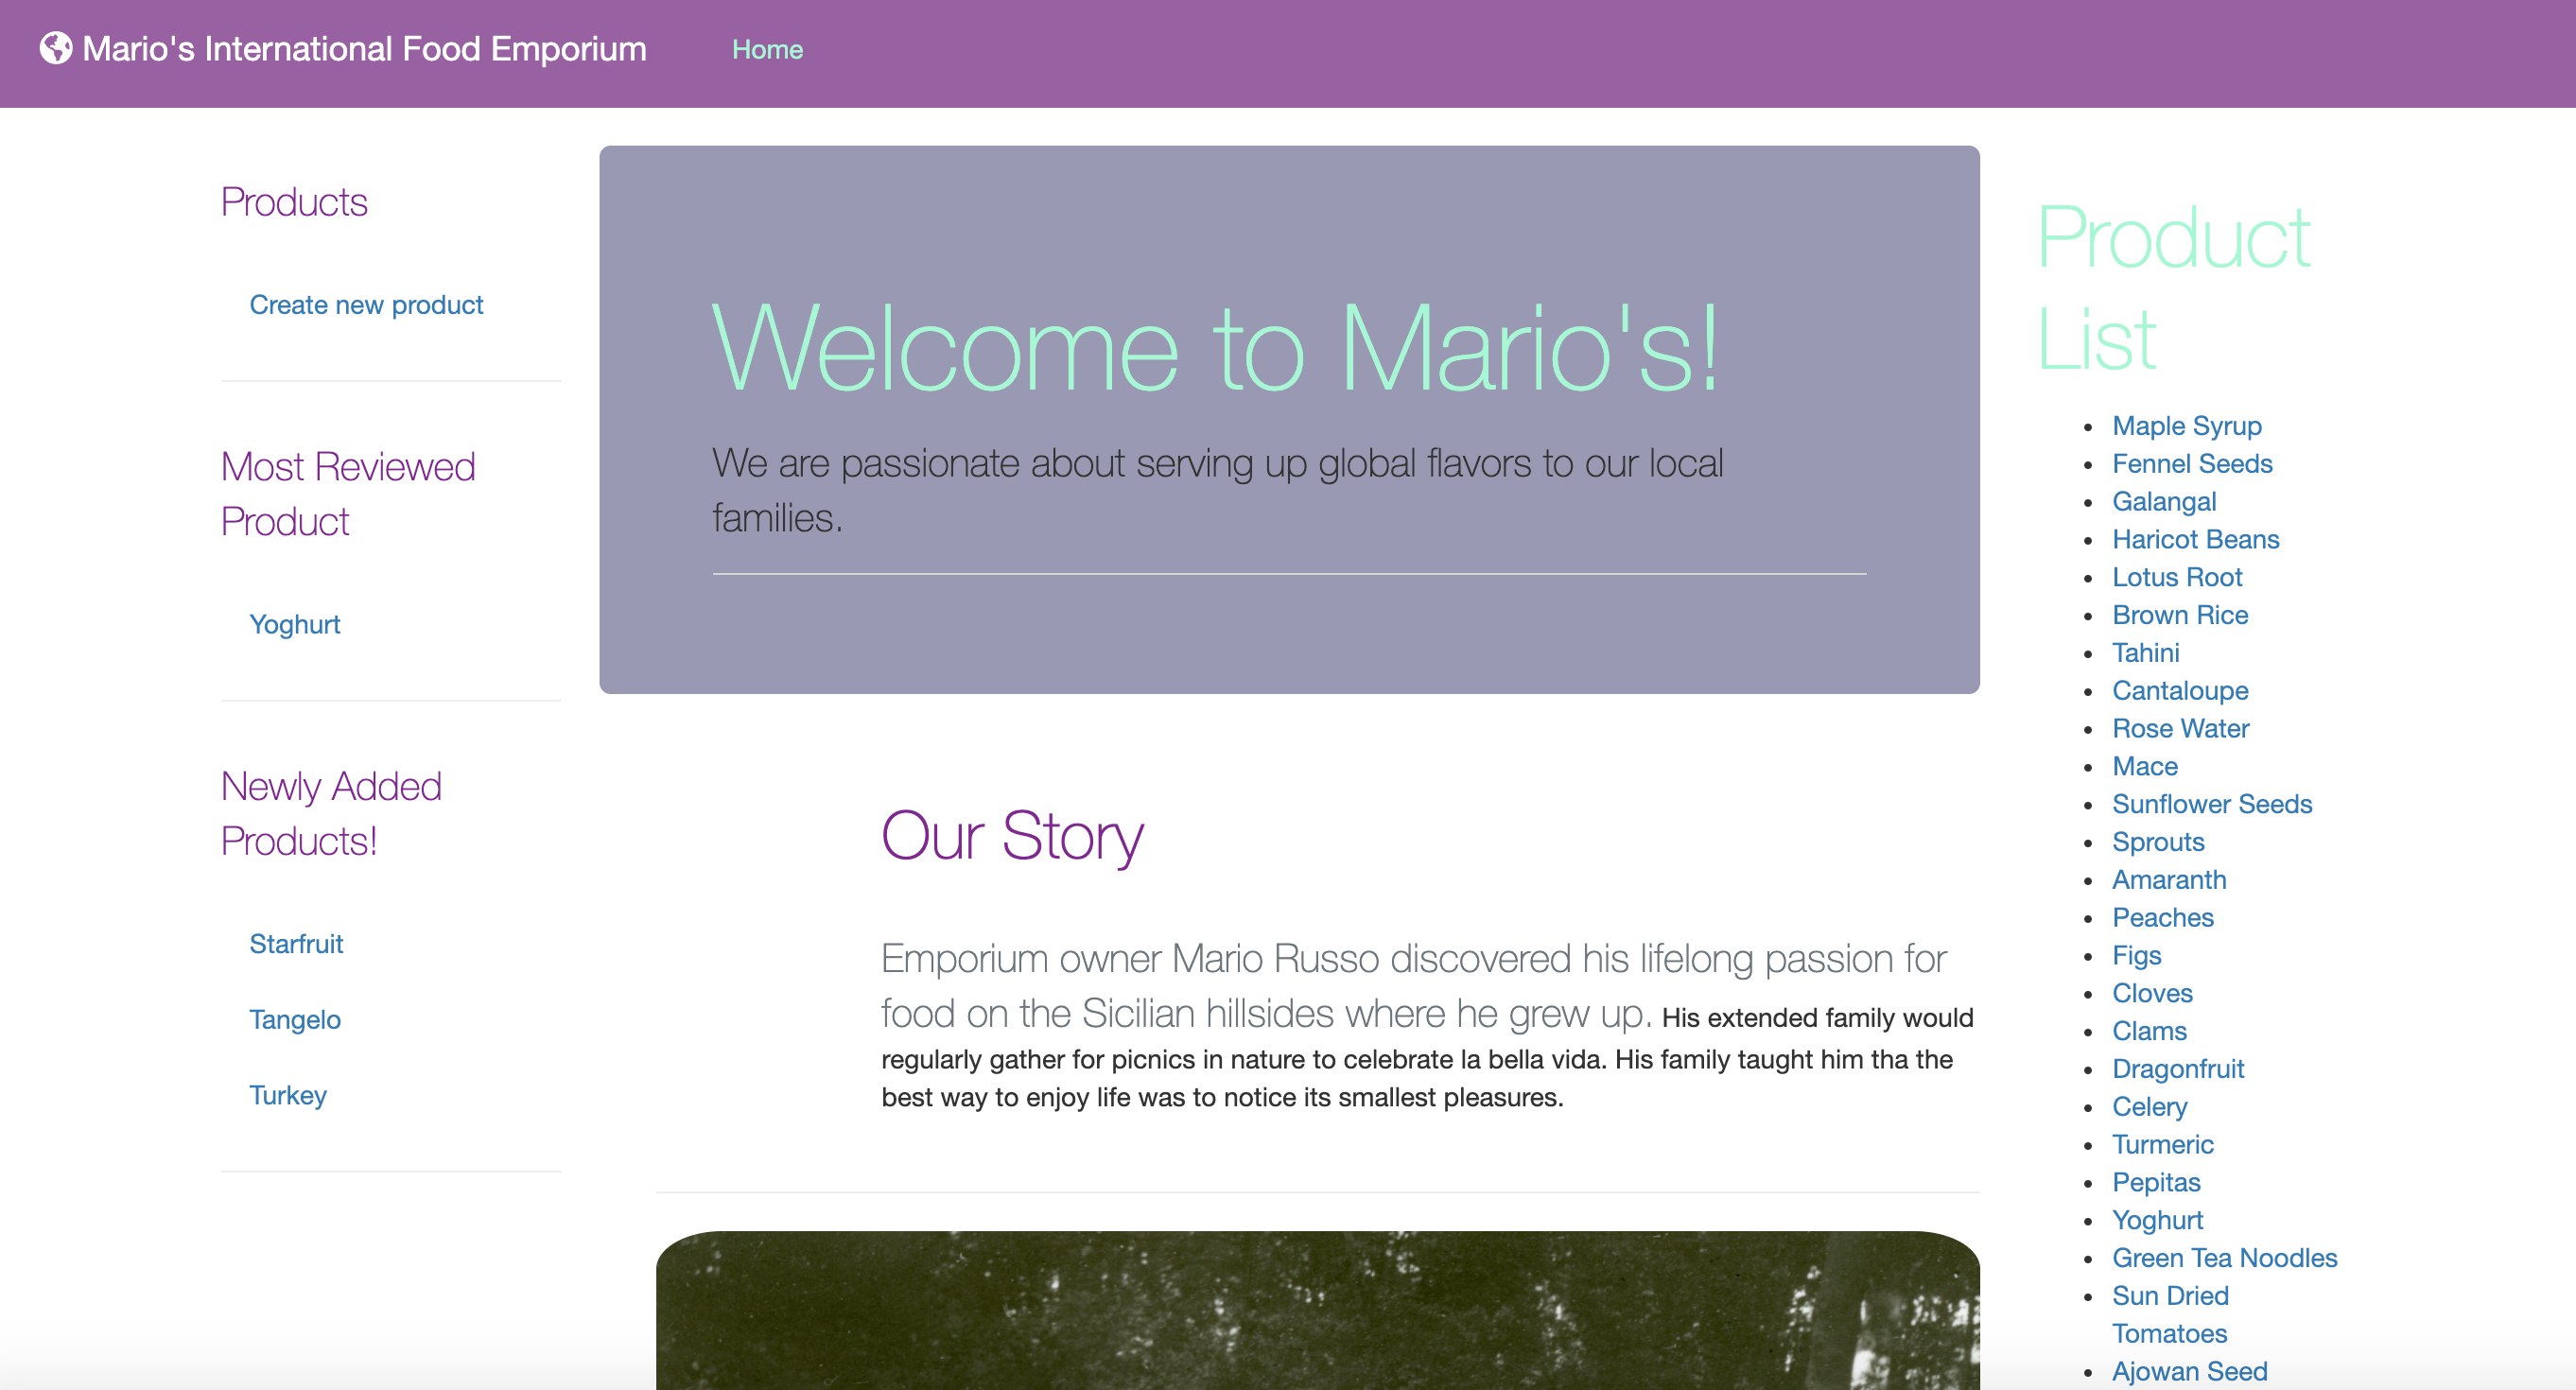 Mario's International Food Emporium
Home
Products
Create new product
Most Reviewed
Product
Yoghurt
Newly Added
Products!
Starfruit
Tangelo
Turkey
Welcome to Mario's!
We are passionate about serving up global flavors to our local
families.
Our Story
Emporium owner Mario Russo discovered his lifelong passion for
food on the Sicilian hillsides where he grew up. His extended family would
regularly gather for picnics in nature to celebrate la bella vida. His family taught him tha the
best way to enjoy life was to notice its smallest pleasures.
Product
List
Maple Syrup
Fennel Seeds
Galangal
Haricot Beans
Lotus Root
Brown Rice
Tahini
Cantaloupe
Rose Water
Mace
Sunflower Seeds
Sprouts
Amaranth
Peaches
Figs
Cloves
Clams
Dragonfruit
Celery
Turmeric
Pepitas
Yoghurt
Green Tea Noodles
Sun Dried
Tomatoes
Ajowan Seed